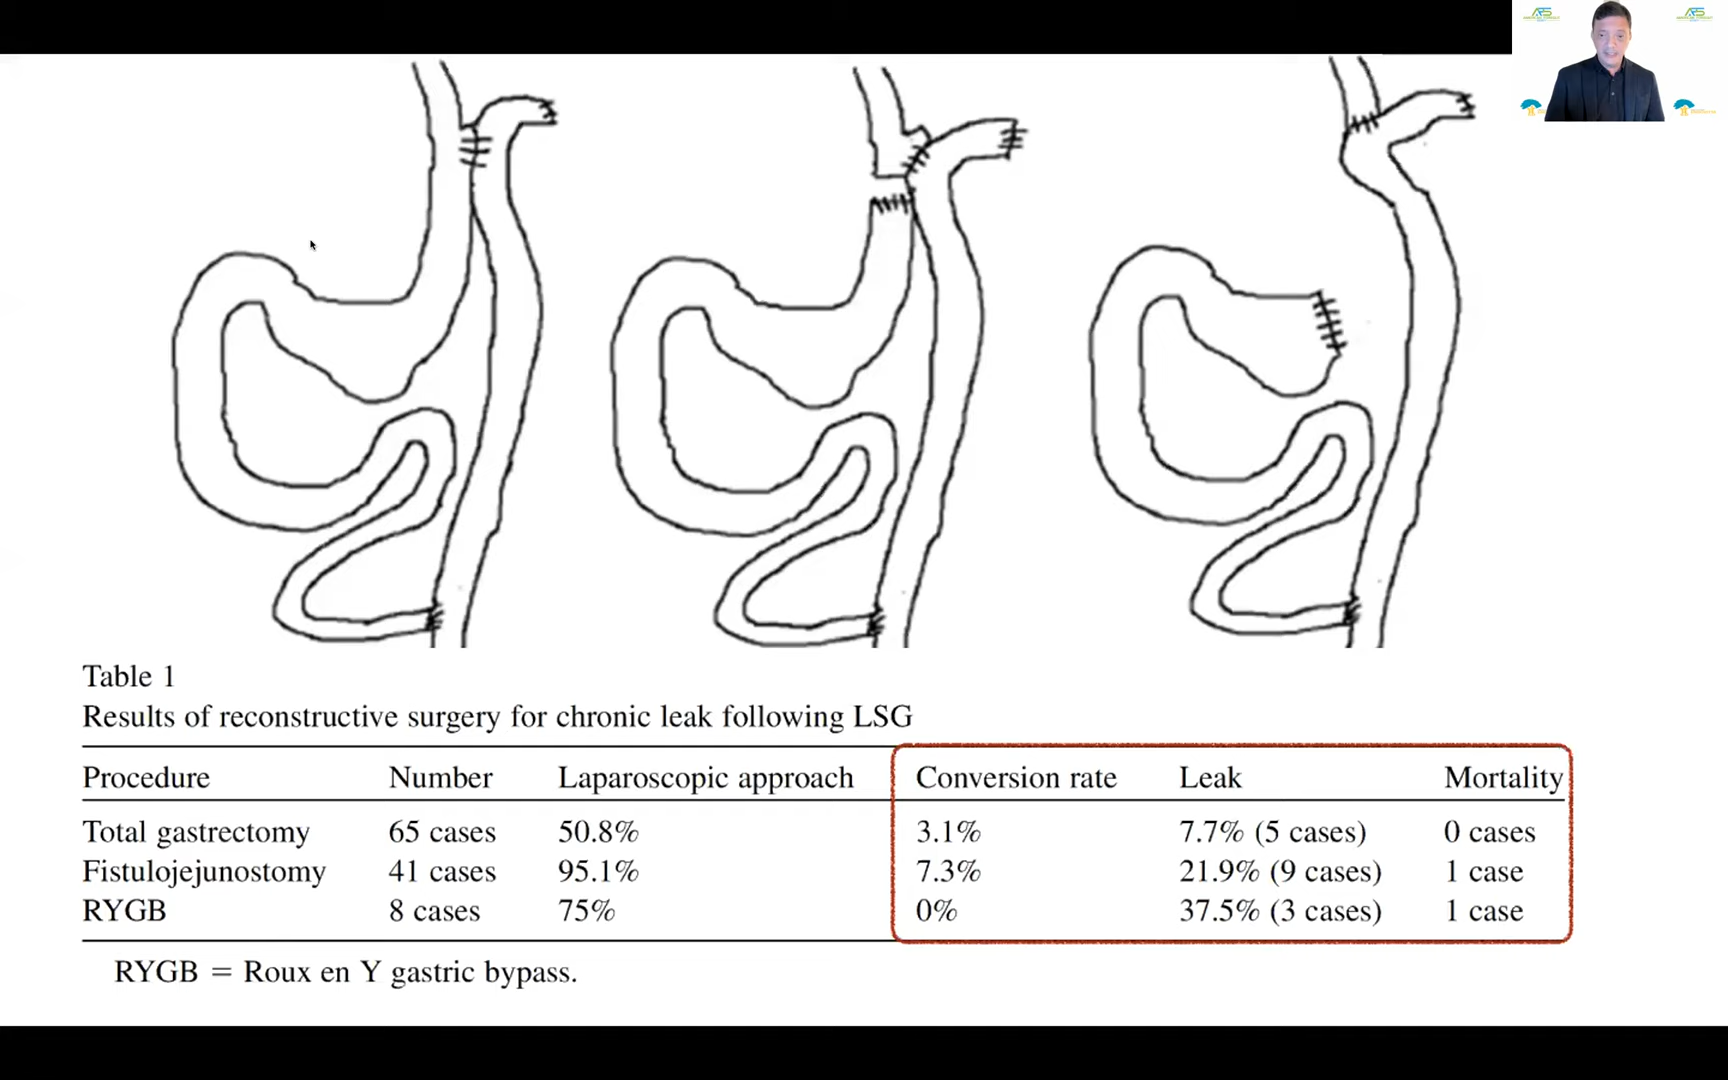 Table 1
Results of reconstructive surgery for chronic leak following LSG
Procedure Number Laparoscopic approach Conversion rate Leak Mortality
Total gastrectomy 65 cases 50.8% 3.1% 7.7% (5 cases) 0 cases
Fistulojejunostomy 41 cases 95.1% 7.3% 21.9% (9 cases) 1 case
RYGB 8 cases 75% 0% 37.5% (3 cases) 1 case
RYGB = Roux en Y gastric bypass.